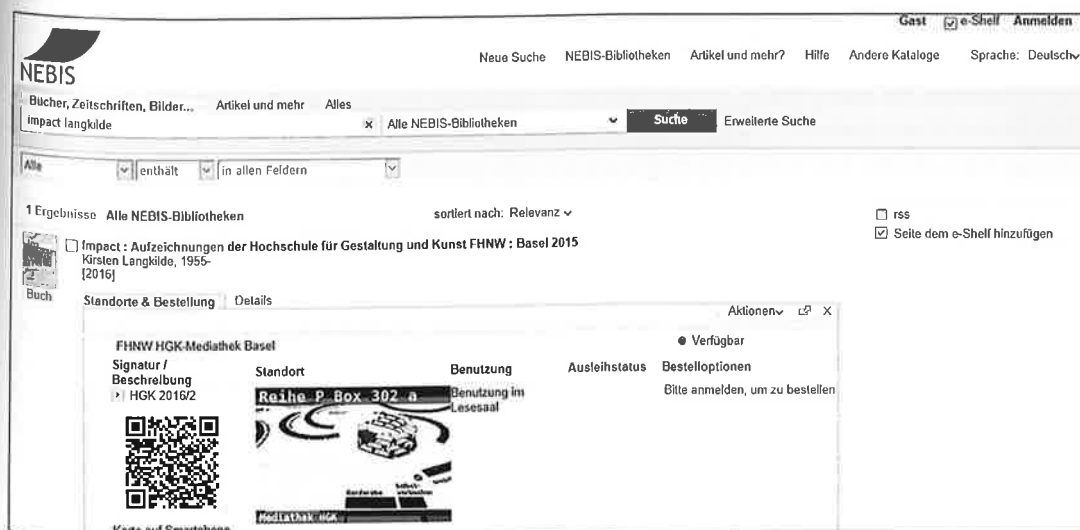 Gast e-Shelf Anmelden
NEBIS
Neue Suche NEBIS-Bibliotheken Artikel und mehr? Hilfe Andere Kataloge Sprache: Deutsch
Bücher, Zeitschriften, Bilder... Artikel und mehr Alles
impact langkilde x Alle NEBIS-Bibliotheken Suche Erweiterte Suche
Alle enthält in allen Feldern
1 Ergebnisse Alle NEBIS-Bibliotheken sortiert nach: Relevanz
rss
Seite dem e-Shelf hinzufügen
Impact : Aufzeichnungen der Hochschule für Gestaltung und Kunst FHNW : Basel 2015
Kirsten Langkilde, 1955-
[2016]
Buch
Standorte & Bestellung Details
Aktionen X
FHNW HGK-Mediathek Basel
Verfügbar
Signatur / Beschreibung Standort Benutzung Ausleihstatus Bestelloptionen
HGK 2016/2 Reihe P Box 302 a Benutzung im Lesesaal Bitte anmelden, um zu bestellen
Mediathek HGK
Karte auf Smartphone